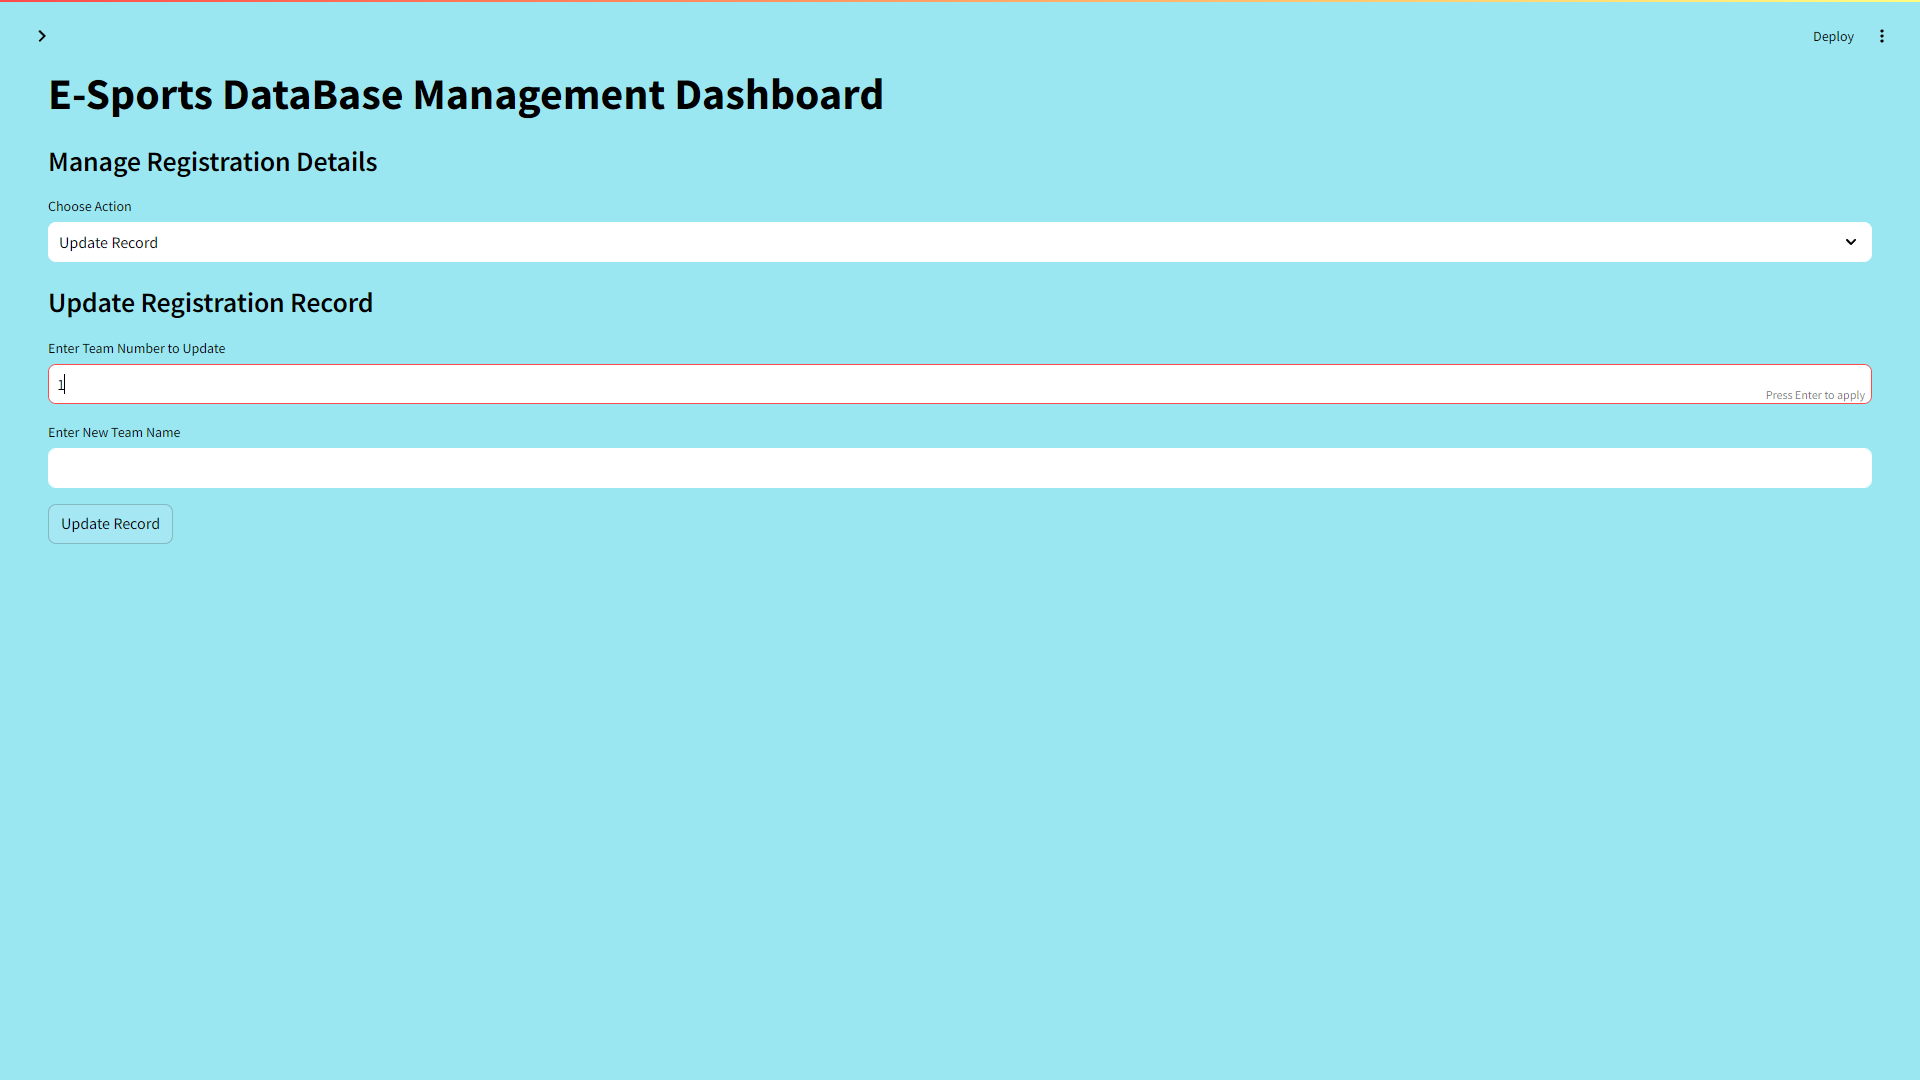 Deploy
E-Sports DataBase Management Dashboard
Manage Registration Details
Choose Action
Update Record
Update Registration Record
Enter Team Number to Update
1
Press Enter to apply
Enter New Team Name
Update Record